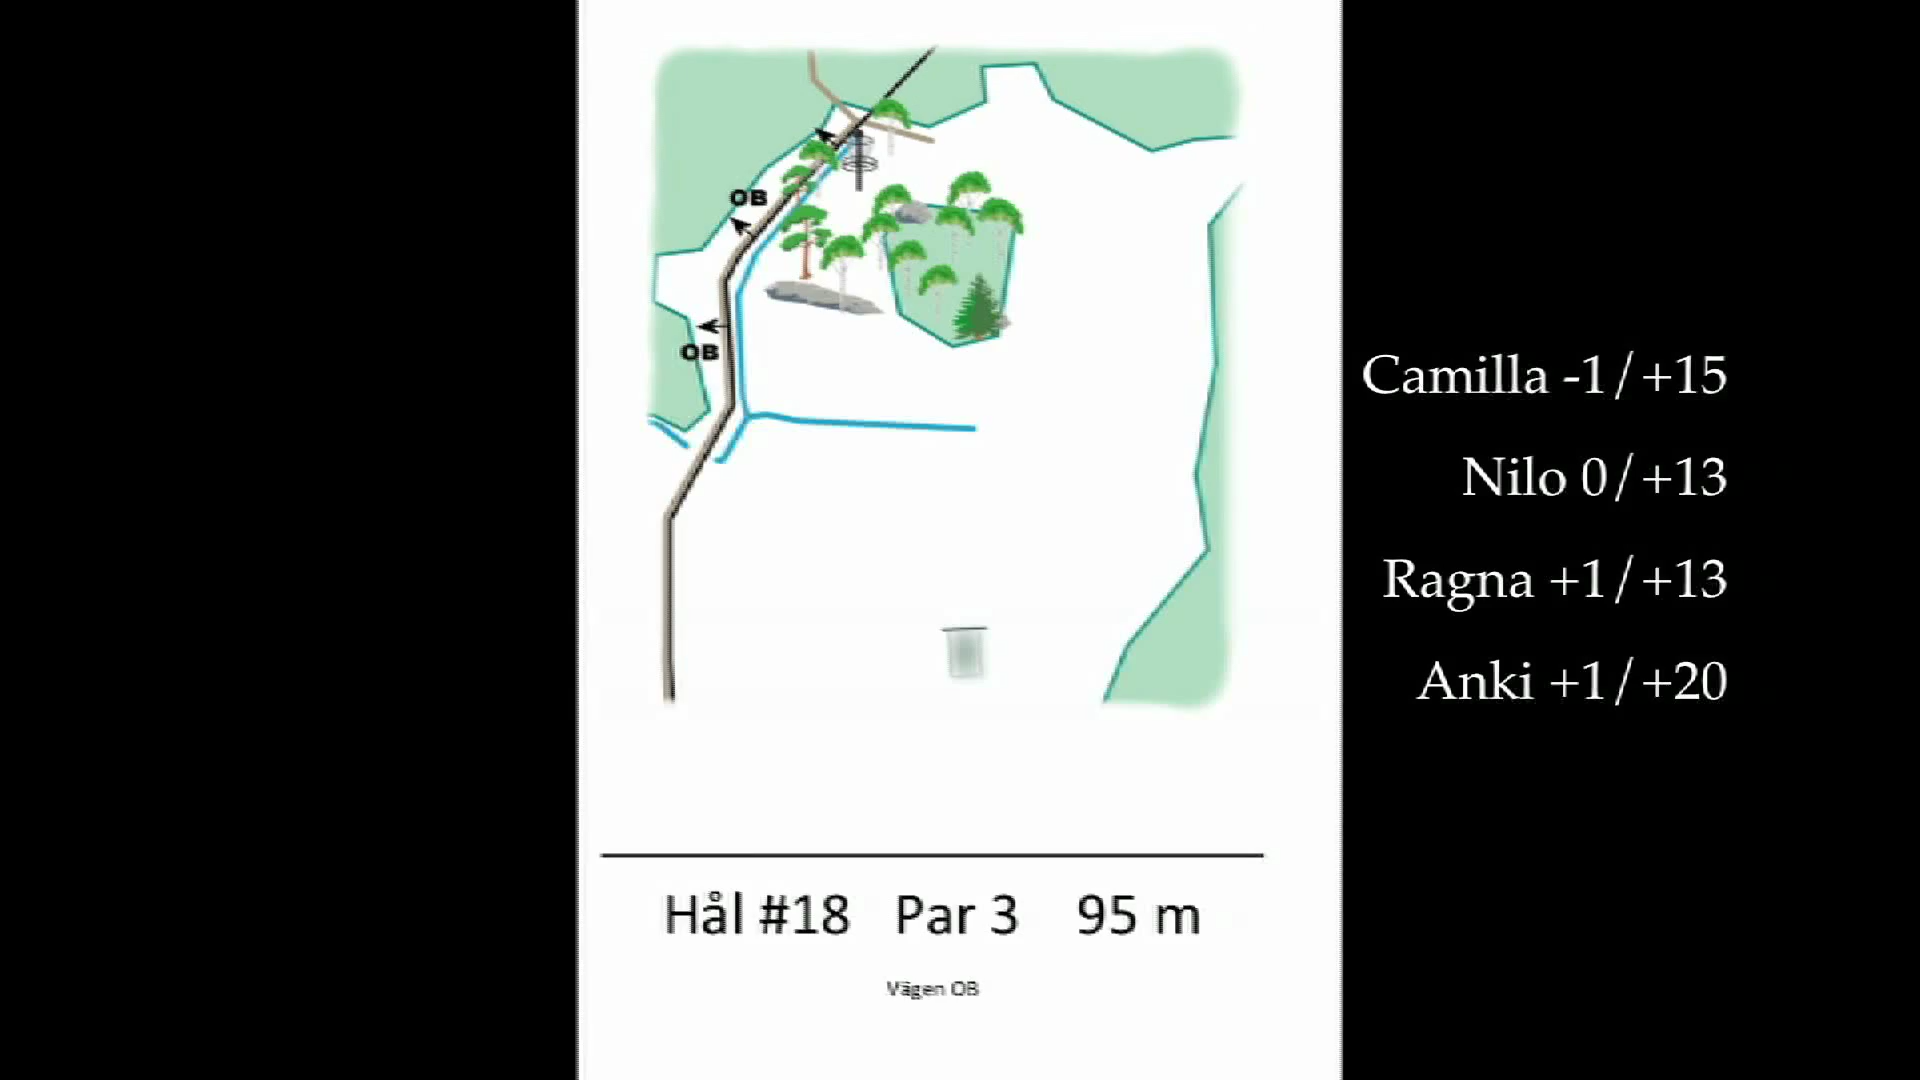 OB
OB
Camilla -1/+15
Nilo 0/+13
Ragna +1/+13
Anki +1/+20
Hål #18 Par 3 95 m
Vägen OB